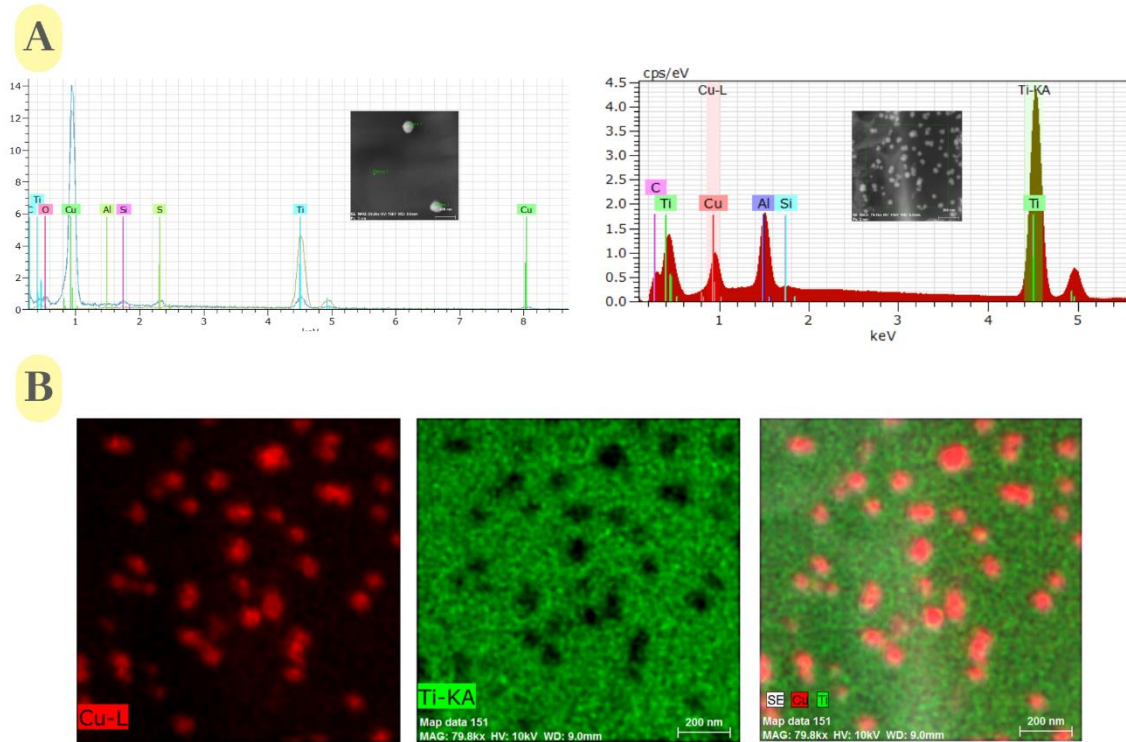 A
cps/eV
14
12
10
8
6
4
2
0
C Ti O Cu Al Si S Ti Cu
1 2 3 4 5 6 7 8
4.5
4.0
3.5
3.0
2.5
2.0
1.5
1.0
0.5
0.0
Cu-L Ti-KA
C
Ti Cu Al Si Ti
1 2 3 4 5
keV
B
Cu-L
Ti-KA
Map data 151
MAG: 79.8kx HV: 10kV WD: 9.0mm
200 nm
SE Cu Ti
Map data 151
MAG: 79.8kx HV: 10kV WD: 9.0mm
200 nm